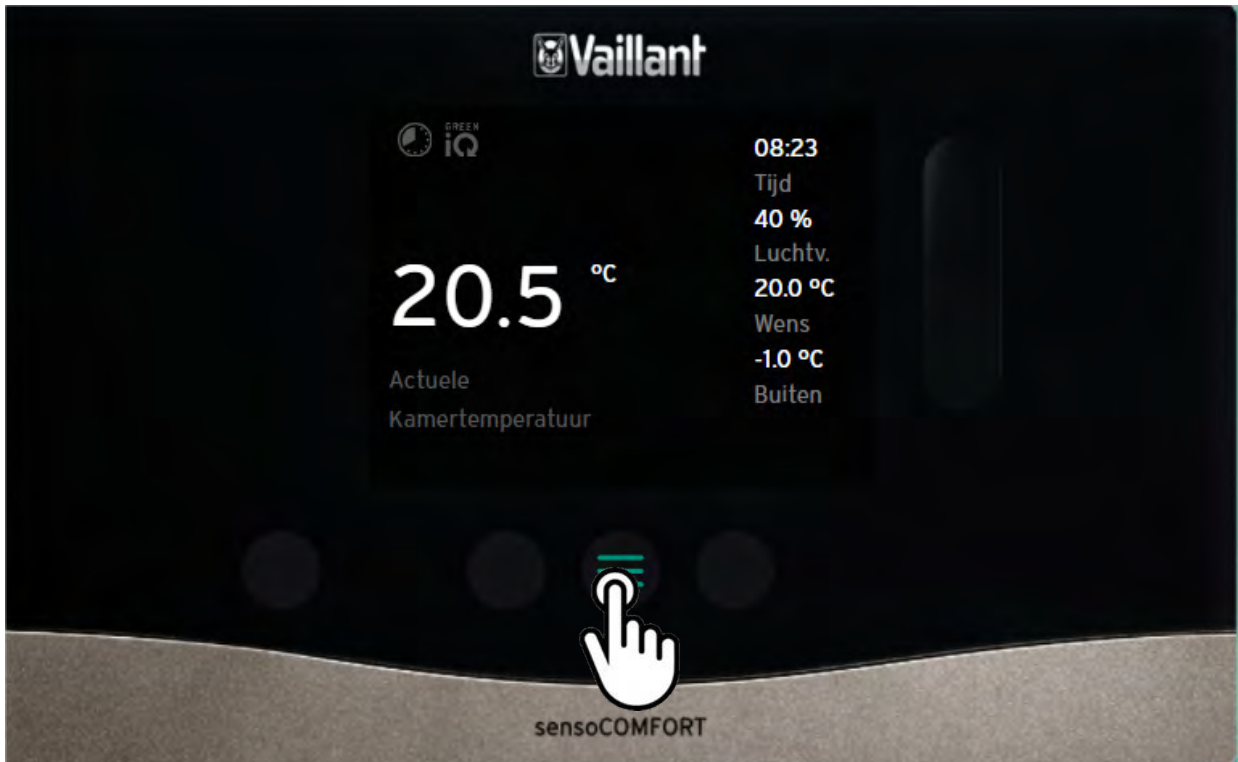 Vaillant
GREEN
iQ
20.5 °C
Actuele
Kamertemperatuur
08:23
Tijd
40 %
Luchtv.
20.0 °C
Wens
-1.0 °C
Buiten
sensoCOMFORT